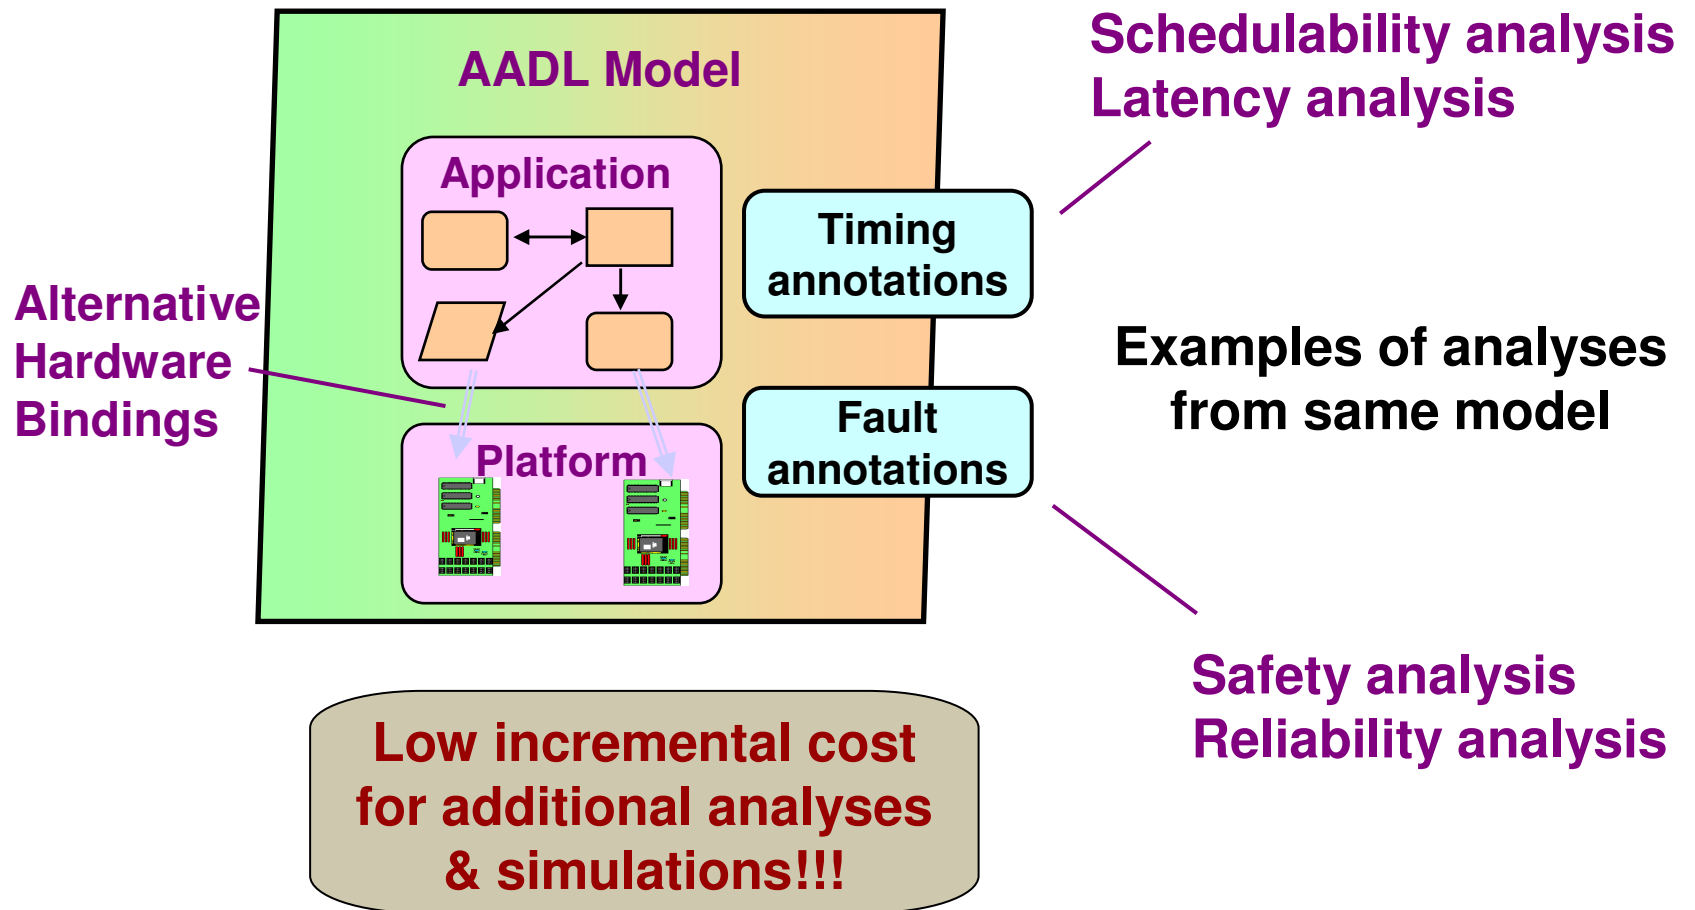 AADL Model
Application
Platform
Alternative
Hardware
Bindings
Timing
annotations
Fault
annotations
Schedulability analysis
Latency analysis
Examples of analyses
from same model
Safety analysis
Reliability analysis
Low incremental cost
for additional analyses
& simulations!!!